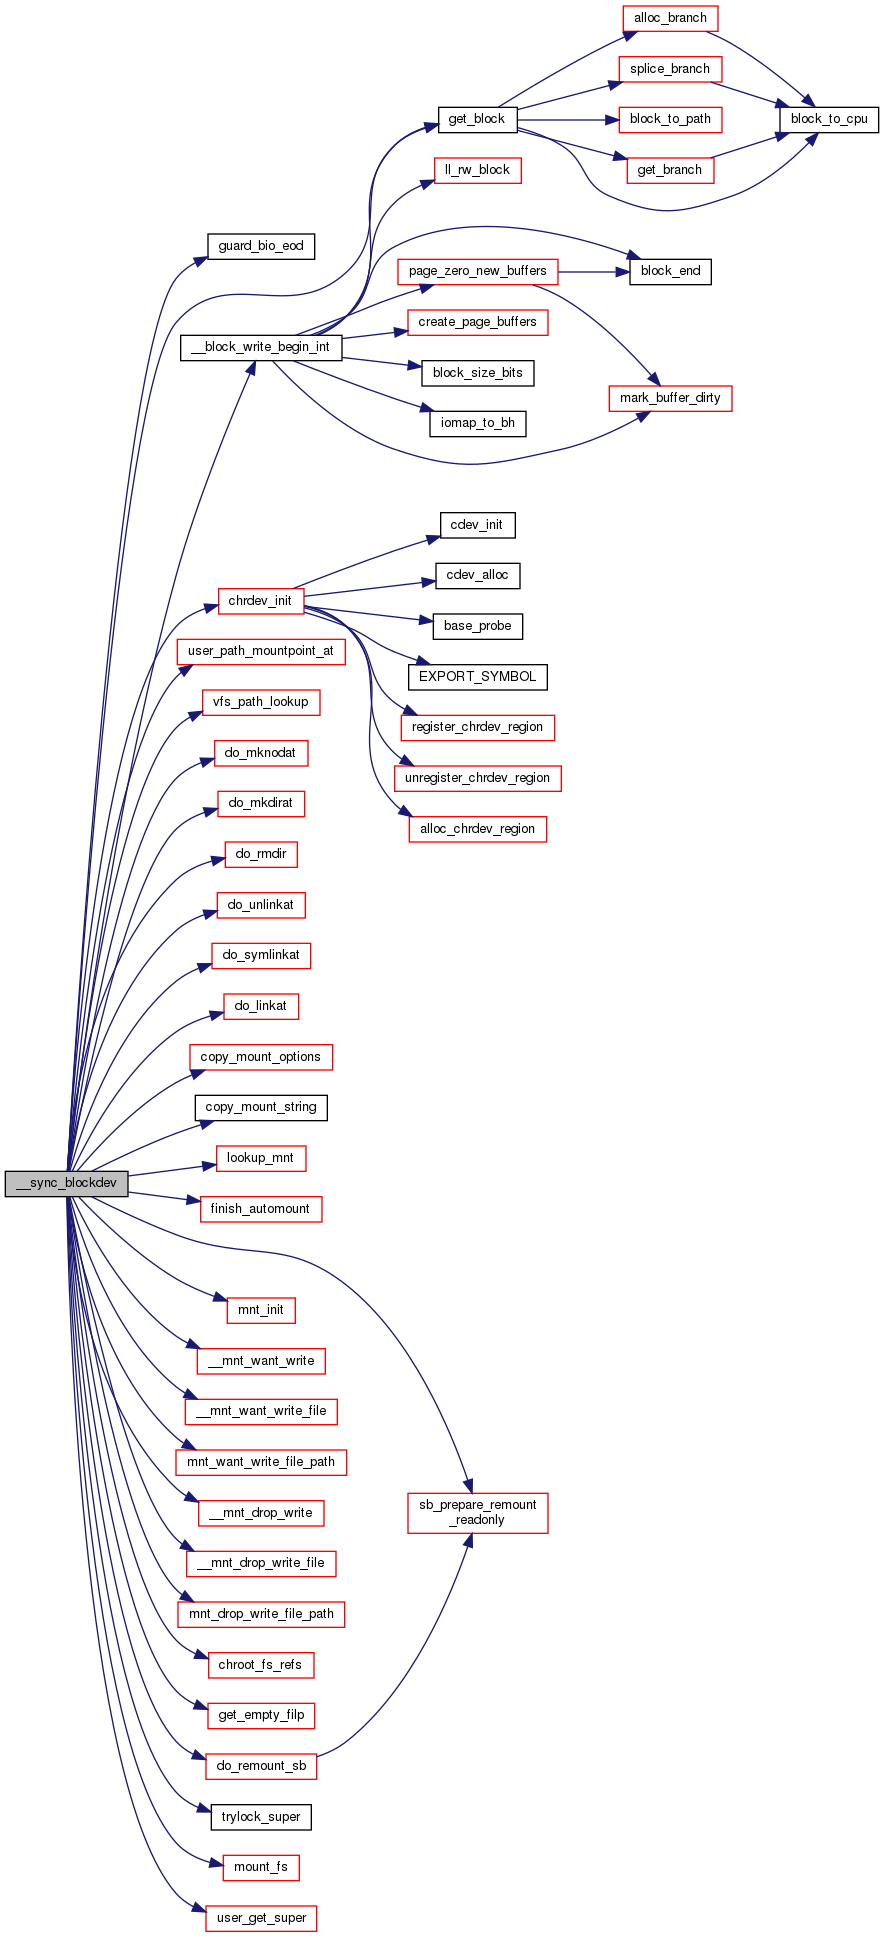 alloc_branch
splice_branch
get_block
block_to_path
block_to_cpu
get_branch
ll_rw_block
guard_bio_eod
page_zero_new_buffers
block_end
create_page_buffers
__block_write_begin_int
block_size_bits
mark_buffer_dirty
iomap_to_bh
cdev_init
cdev_alloc
chrdev_init
base_probe
user_path_mountpoint_at
EXPORT_SYMBOL
vfs_path_lookup
register_chrdev_region
do_mknodat
unregister_chrdev_region
do_mkdirat
alloc_chrdev_region
do_rmdir
do_unlinkat
do_symlinkat
do_linkat
copy_mount_options
copy_mount_string
lookup_mnt
__sync_blockdev
finish_automount
mnt_init
__mnt_want_write
__mnt_want_write_file
mnt_want_write_file_path
sb_prepare_remount
_readonly
__mnt_drop_write
__mnt_drop_write_file
mnt_drop_write_file_path
chroot_fs_refs
get_empty_filp
do_remount_sb
trylock_super
mount_fs
user_get_super